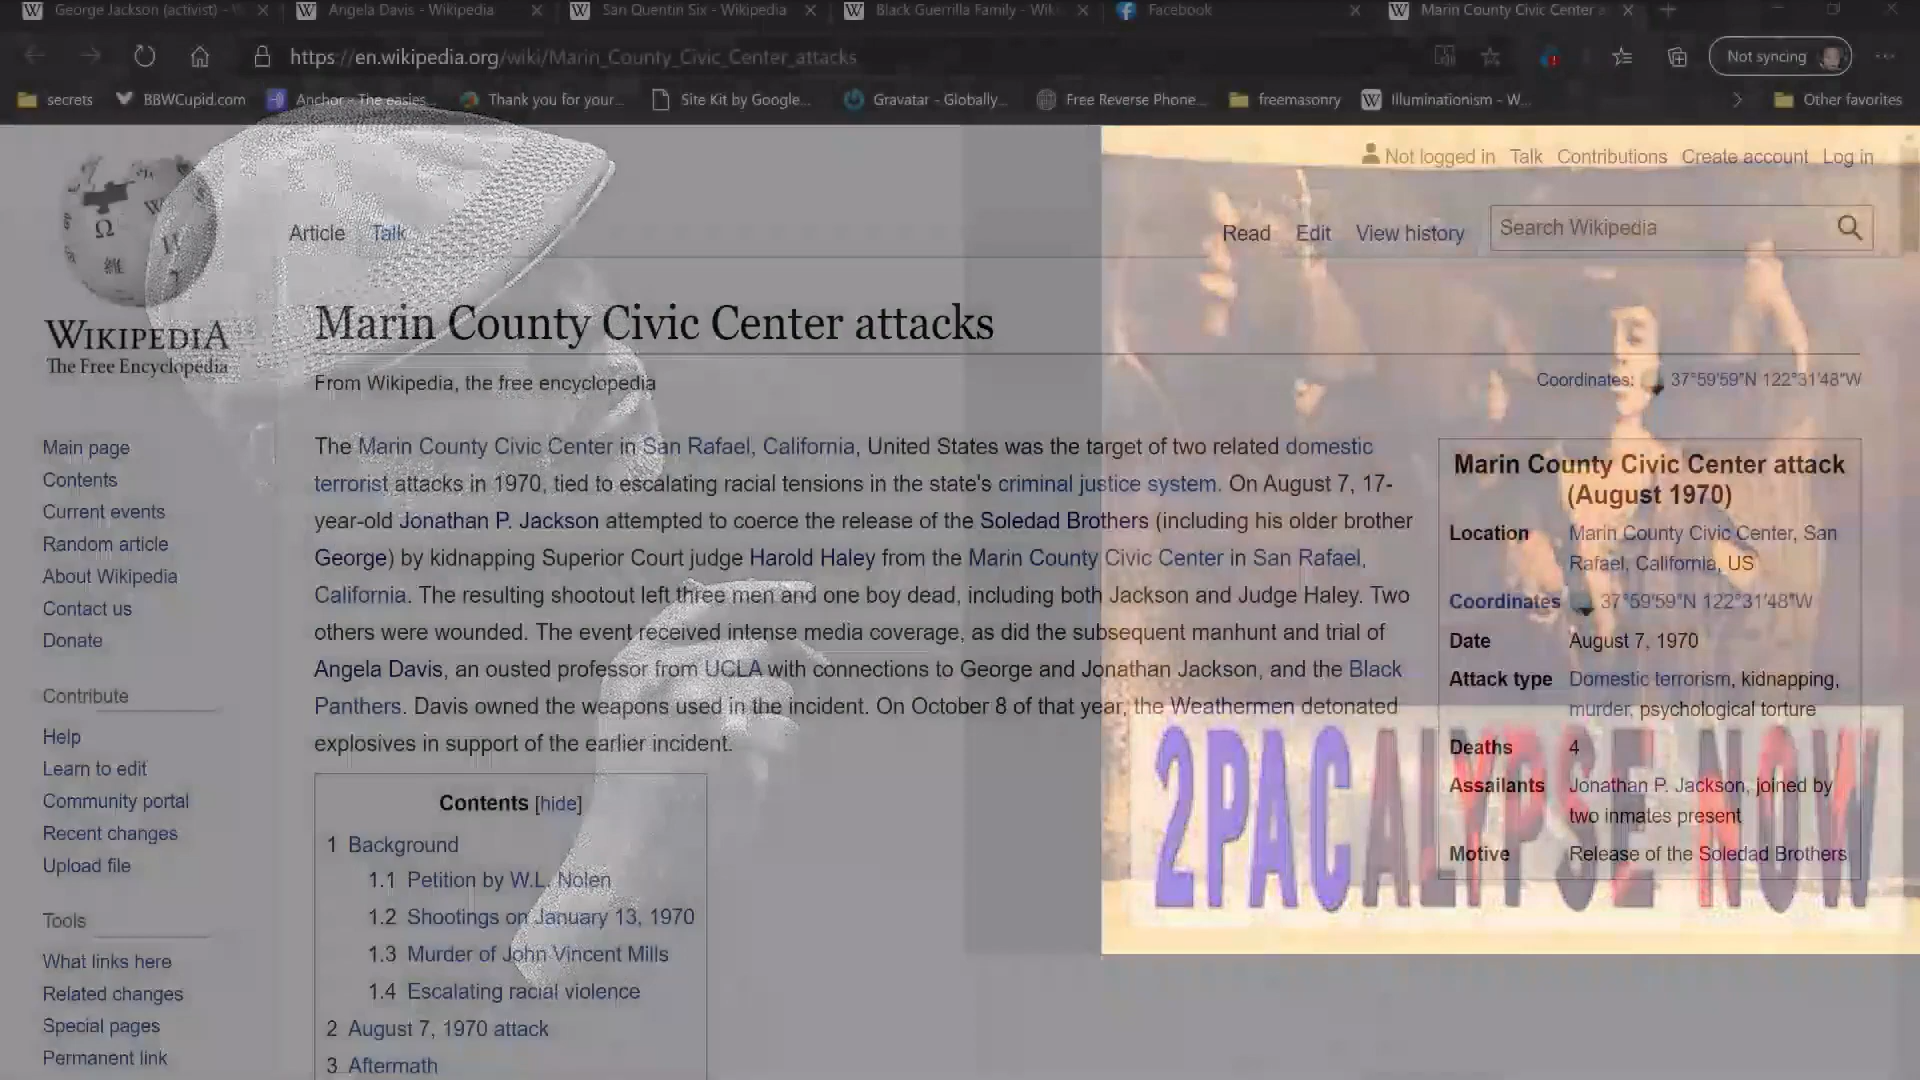 George Jackson (activist) -
Angela Davis - Wikipedia
San Quentin Six - Wikipedia
Black Guerrilla Family - Wik
Facebook
Marin County Civic Center a
https://en.wikipedia.org/wiki/Marin_County_Civic_Center_attacks
Not syncing
secrets
BBWCupid.com
Anchor - The easies...
Thank you for your...
Site Kit by Google...
Gravatar - Globally...
Free Reverse Phone...
freemasonry
Illuminationism - W...
Other favorites
Not logged in Talk Contributions Create account Log in
Article Talk
Read Edit View history
Search Wikipedia
WIKIPEDIA
The Free Encyclopedia
Marin County Civic Center attacks
From Wikipedia, the free encyclopedia
Coordinates: 37°59′59″N 122°31′48″W
Main page
Contents
Current events
Random article
About Wikipedia
Contact us
Donate
Contribute
Help
Learn to edit
Community portal
Recent changes
Upload file
Tools
What links here
Related changes
Special pages
Permanent link
The Marin County Civic Center in San Rafael, California, United States was the target of two related domestic
terrorist attacks in 1970, tied to escalating racial tensions in the state's criminal justice system. On August 7, 17-
year-old Jonathan P. Jackson attempted to coerce the release of the Soledad Brothers (including his older brother
George) by kidnapping Superior Court judge Harold Haley from the Marin County Civic Center in San Rafael,
California. The resulting shootout left three men and one boy dead, including both Jackson and Judge Haley. Two
others were wounded. The event received intense media coverage, as did the subsequent manhunt and trial of
Angela Davis, an ousted professor from UCLA with connections to George and Jonathan Jackson, and the Black
Panthers. Davis owned the weapons used in the incident. On October 8 of that year, the Weathermen detonated
explosives in support of the earlier incident.
Contents [hide]
1 Background
1.1 Petition by W.L. Nolen
1.2 Shootings on January 13, 1970
1.3 Murder of John Vincent Mills
1.4 Escalating racial violence
2 August 7, 1970 attack
3 Aftermath
Marin County Civic Center attack
(August 1970)
Location Marin County Civic Center, San
Rafael, California, US
Coordinates 37°59′59″N 122°31′48″W
Date August 7, 1970
Attack type Domestic terrorism, kidnapping,
murder, psychological torture
Deaths 4
Assailants Jonathan P. Jackson, joined by
two inmates present
Motive Release of the Soledad Brothers
2PACALYPSE NOW